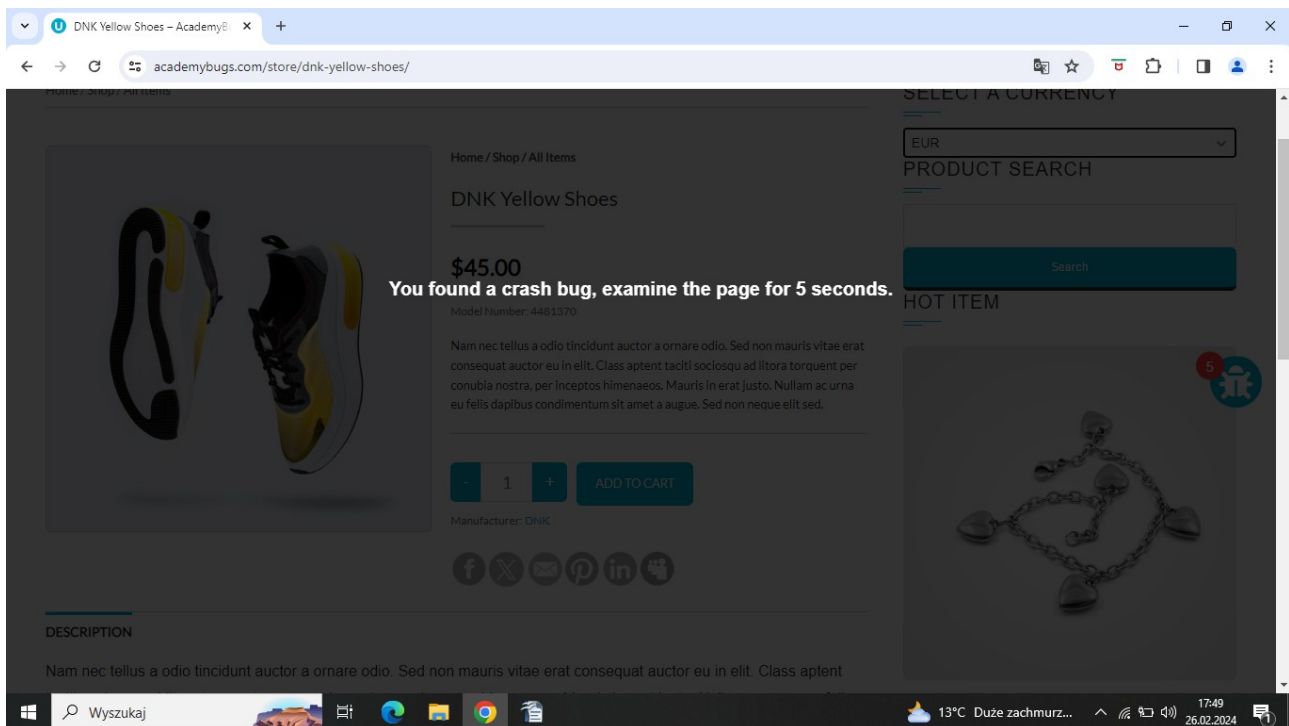 DNK Yellow Shoes – AcademyB
academybugs.com/store/dnk-yellow-shoes/
Home / Shop / All Items
SELECT A CURRENCY
EUR
PRODUCT SEARCH
Search
HOT ITEM
5
Home / Shop / All Items
DNK Yellow Shoes
$45.00
You found a crash bug, examine the page for 5 seconds.
Model Number: 4481370
Nam nec tellus a odio tincidunt auctor a ornare odio. Sed non mauris vitae erat
consequat auctor eu in elit. Class aptent taciti sociosqu ad litora torquent per
conubia nostra, per inceptos himenaeos. Mauris in erat justo. Nullam ac urna
eu felis dapibus condimentum sit amet a augue. Sed non neque elit sed.
- 1 +
ADD TO CART
Manufacturer: DNK
DESCRIPTION
Nam nec tellus a odio tincidunt auctor a ornare odio. Sed non mauris vitae erat consequat auctor eu in elit. Class aptent
Wyszukaj
13°C Duże zachmurz...
17:49
26.02.2024
1